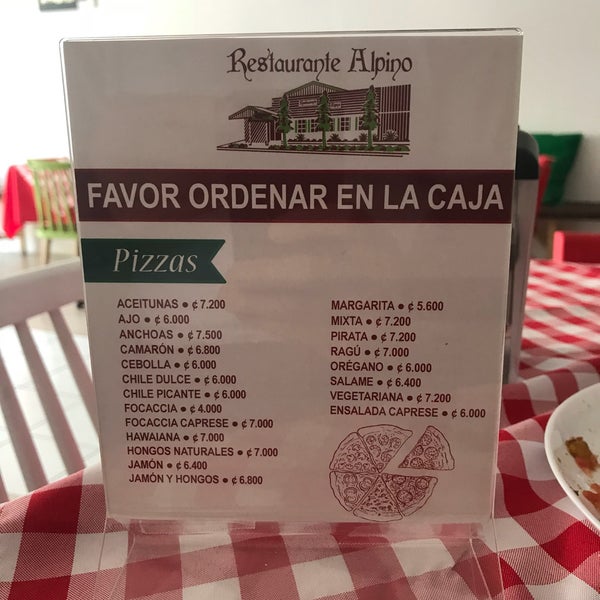 Restaurante Alpino
FAVOR ORDENAR EN LA CAJA
Pizzas
ACEITUNAS ● ¢ 7.200
AJO ● ¢ 6.000
ANCHOAS ● ¢ 7.500
CAMARÓN ● ¢ 6.800
CEBOLLA ● ¢ 6.000
CHILE DULCE ● ¢ 6.000
CHILE PICANTE ● ¢ 6.000
FOCACCIA ● ¢ 4.000
FOCACCIA CAPRESE ● ¢ 7.000
HAWAIANA ● ¢ 7.000
HONGOS NATURALES ● ¢ 7.000
JAMÓN ● ¢ 6.400
JAMÓN Y HONGOS ● ¢ 6.800
MARGARITA ● ¢ 5.600
MIXTA ● ¢ 7.200
PIRATA ● ¢ 7.200
RAGÚ ● ¢ 7.000
ORÉGANO ● ¢ 6.000
SALAME ● ¢ 6.400
VEGETARIANA ● ¢ 7.200
ENSALADA CAPRESE ● ¢ 6.000